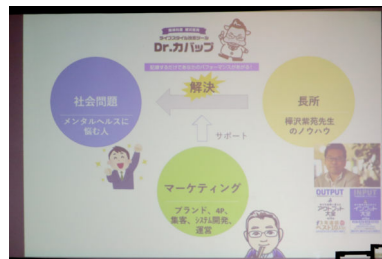 Dr.カバップ
解決
社会問題
メンタルヘルスに
悩む人
長所
樺沢紫苑先生
のノウハウ
サポート
マーケティング
ブランド、4P、
集客、システム開発、
運営
OUTPUT
OUTPUT